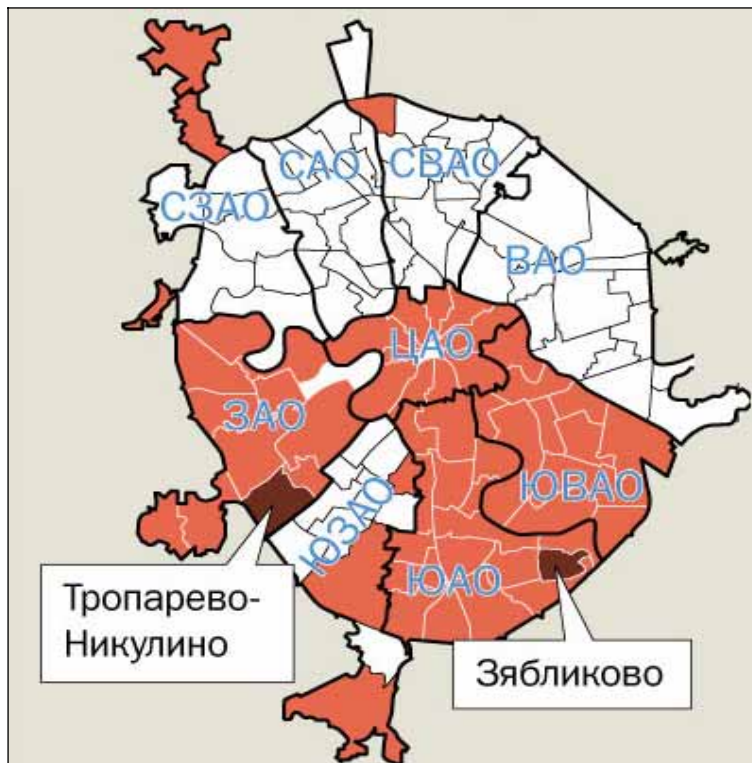 САО
СВАО
СЗАО
ВАО
ЦАО
ЗАО
ЮВАО
ЮЗАО
ЮАО
Тропарево-
Никулино
Зябликово